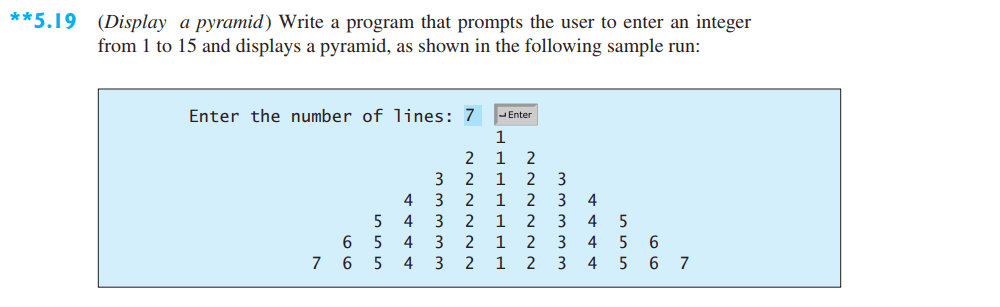 **5.19 (Display a pyramid) Write a program that prompts the user to enter an integer
from 1 to 15 and displays a pyramid, as shown in the following sample run:
Enter the number of lines: 7 ↵Enter
1
2 1 2
3 2 1 2 3
4 3 2 1 2 3 4
5 4 3 2 1 2 3 4 5
6 5 4 3 2 1 2 3 4 5 6
7 6 5 4 3 2 1 2 3 4 5 6 7